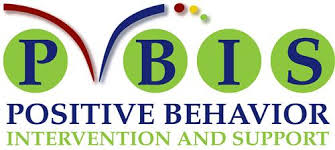 PBIS
POSITIVE BEHAVIOR
INTERVENTION AND SUPPORT